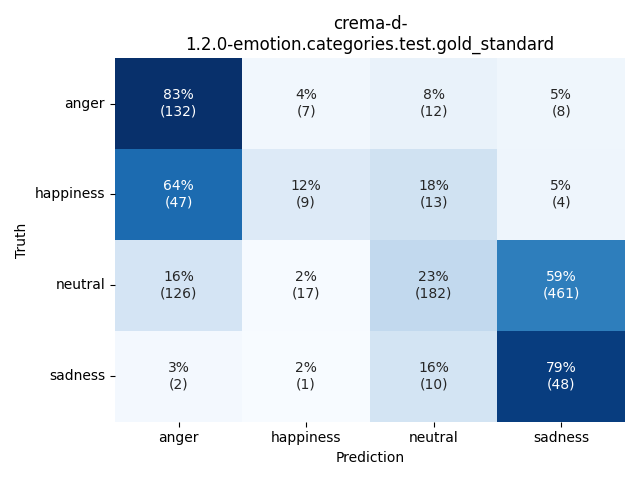 crema-d-
1.2.0-emotion.categories.test.gold_standard
Truth
anger
83% 4% 8% 5%
(132) (7) (12) (8)
happiness
64% 12% 18% 5%
(47) (9) (13) (4)
neutral
16% 2% 23% 59%
(126) (17) (182) (461)
sadness
3% 2% 16% 79%
(2) (1) (10) (48)
anger happiness neutral sadness
Prediction